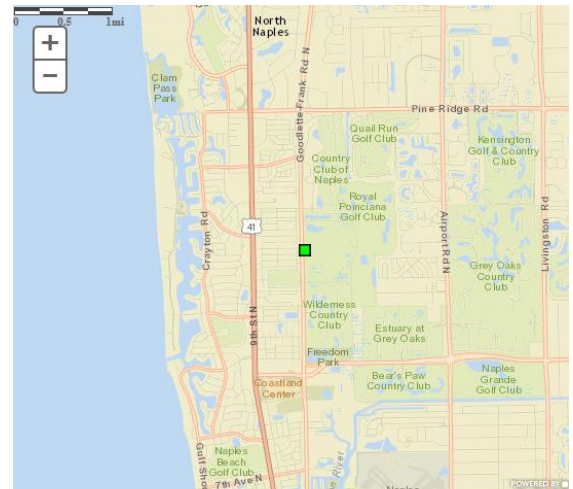 0 0.5 1mi
+
−
North
Naples
Clam
Pass
Park
Goodlette-Frank Rd N
Pine Ridge Rd
Quail Run
Golf Club
Kensington
Golf & Country
Club
Country
Club of
Naples
Royal
Poinciana
Golf Club
Crayton Rd
41
Airport Rd N
Livingston Rd
Grey Oaks
Country
Club
9th St N
Wilderness
Country
Club
Estuary at
Grey Oaks
Freedom
Park
Coastland
Center
Bear's Paw
Country Club
Naples
Grande
Golf Club
Naples
Beach
Golf Club
Gulf Sho
7th Ave N
River
POWERED BY